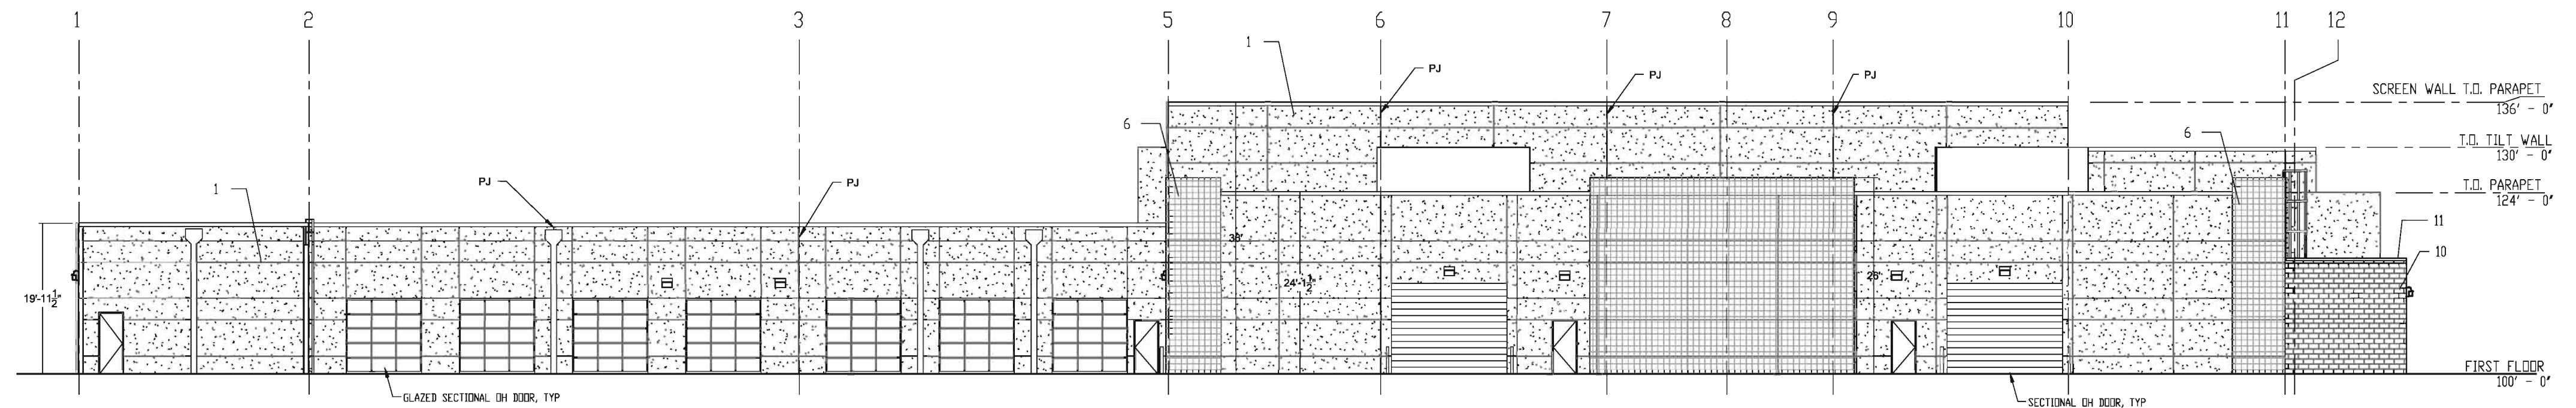 1
2
3
5
6
7
8
9
10
11
12
1
PJ
PJ
PJ
SCREEN WALL T.O. PARAPET
136' - 0"
6
6
T.O. TILT WALL
130' - 0"
1
PJ
PJ
T.O. PARAPET
124' - 0"
11
38'
10
26'
24'-1½"
19'-11½"
FIRST FLOOR
100' - 0"
GLAZED SECTIONAL OH DOOR, TYP
SECTIONAL OH DOOR, TYP